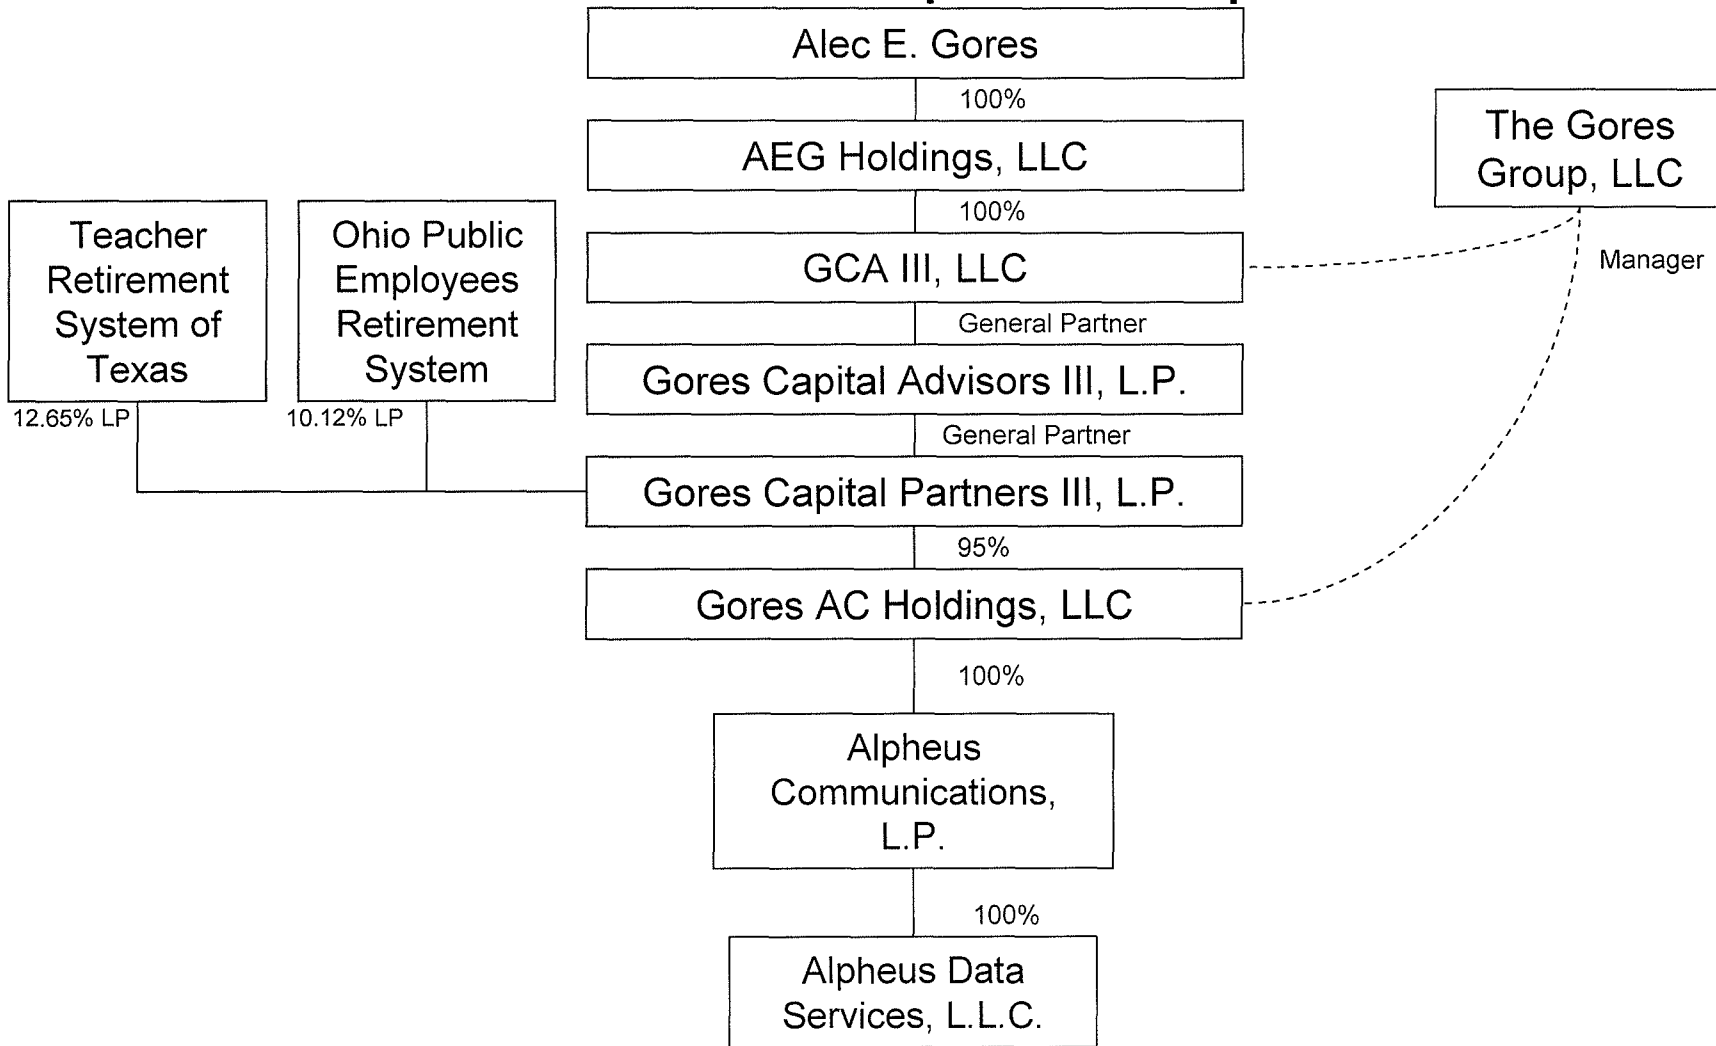 Alec E. Gores
100%
AEG Holdings, LLC
100%
The Gores
Group, LLC
Manager
GCA III, LLC
General Partner
Teacher
Retirement
System of
Texas
12.65% LP
Ohio Public
Employees
Retirement
System
10.12% LP
Gores Capital Advisors III, L.P.
General Partner
Gores Capital Partners III, L.P.
95%
Gores AC Holdings, LLC
100%
Alpheus
Communications,
L.P.
100%
Alpheus Data
Services, L.L.C.